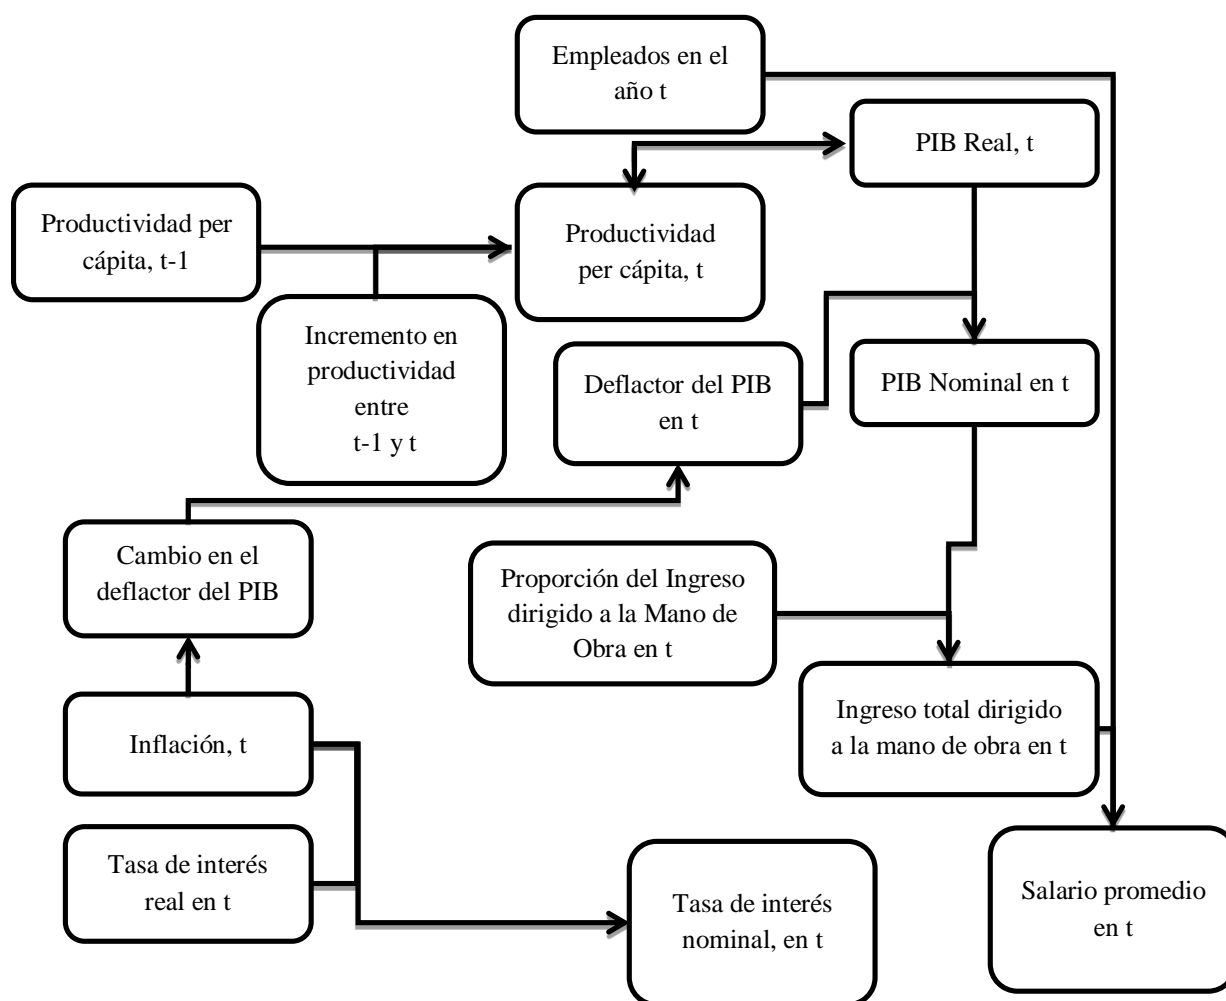 Empleados en el
año t
PIB Real, t
Productividad per
cápita, t-1
Productividad
per cápita, t
Incremento en
productividad
entre
t-1 y t
Deflactor del PIB
en t
PIB Nominal en t
Cambio en el
deflactor del PIB
Proporción del Ingreso
dirigido a la Mano de
Obra en t
Ingreso total dirigido
a la mano de obra en t
Inflación, t
Tasa de interés
real en t
Tasa de interés
nominal, en t
Salario promedio
en t